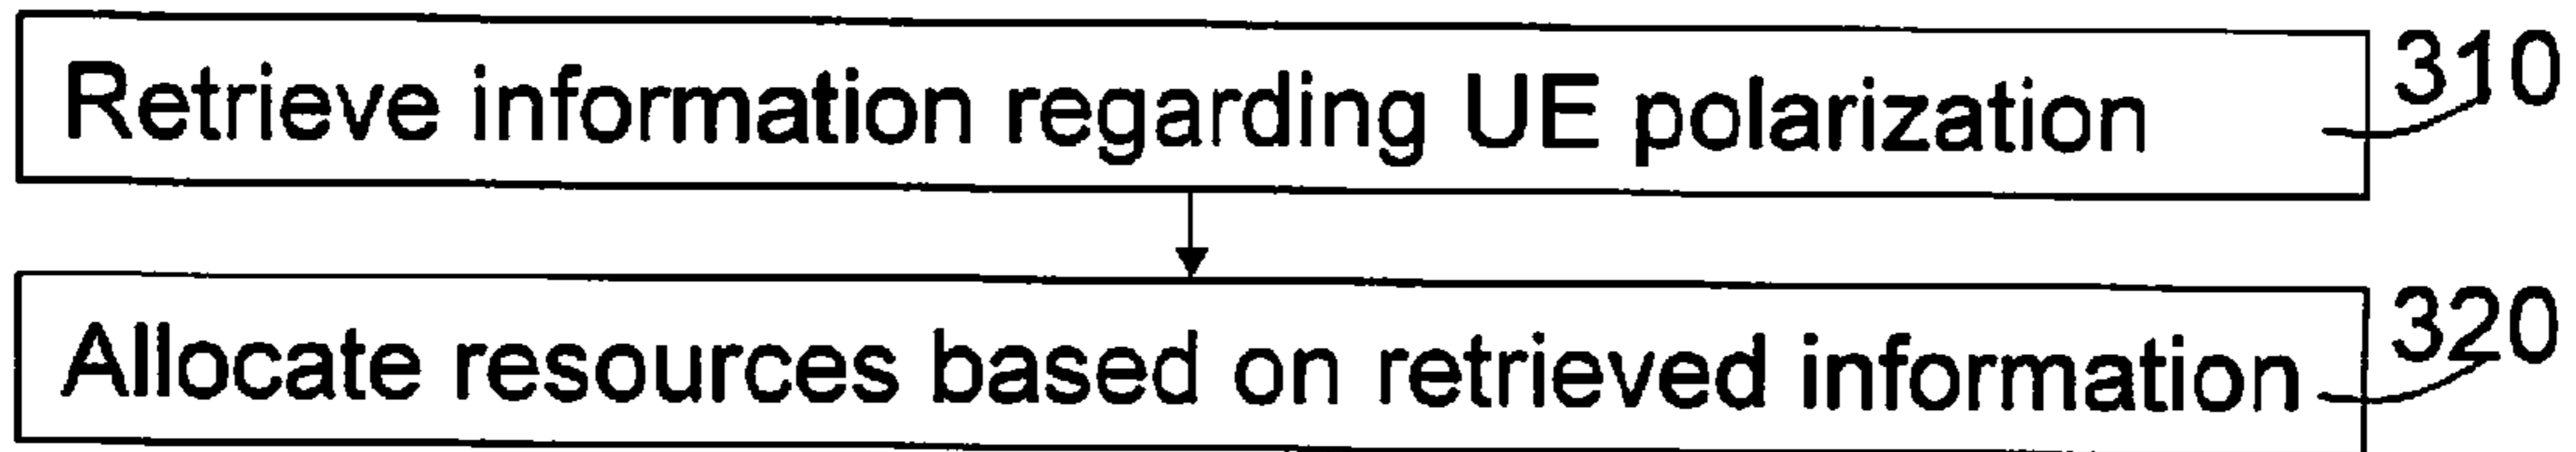 Retrieve information regarding UE polarization
310
Allocate resources based on retrieved information
320